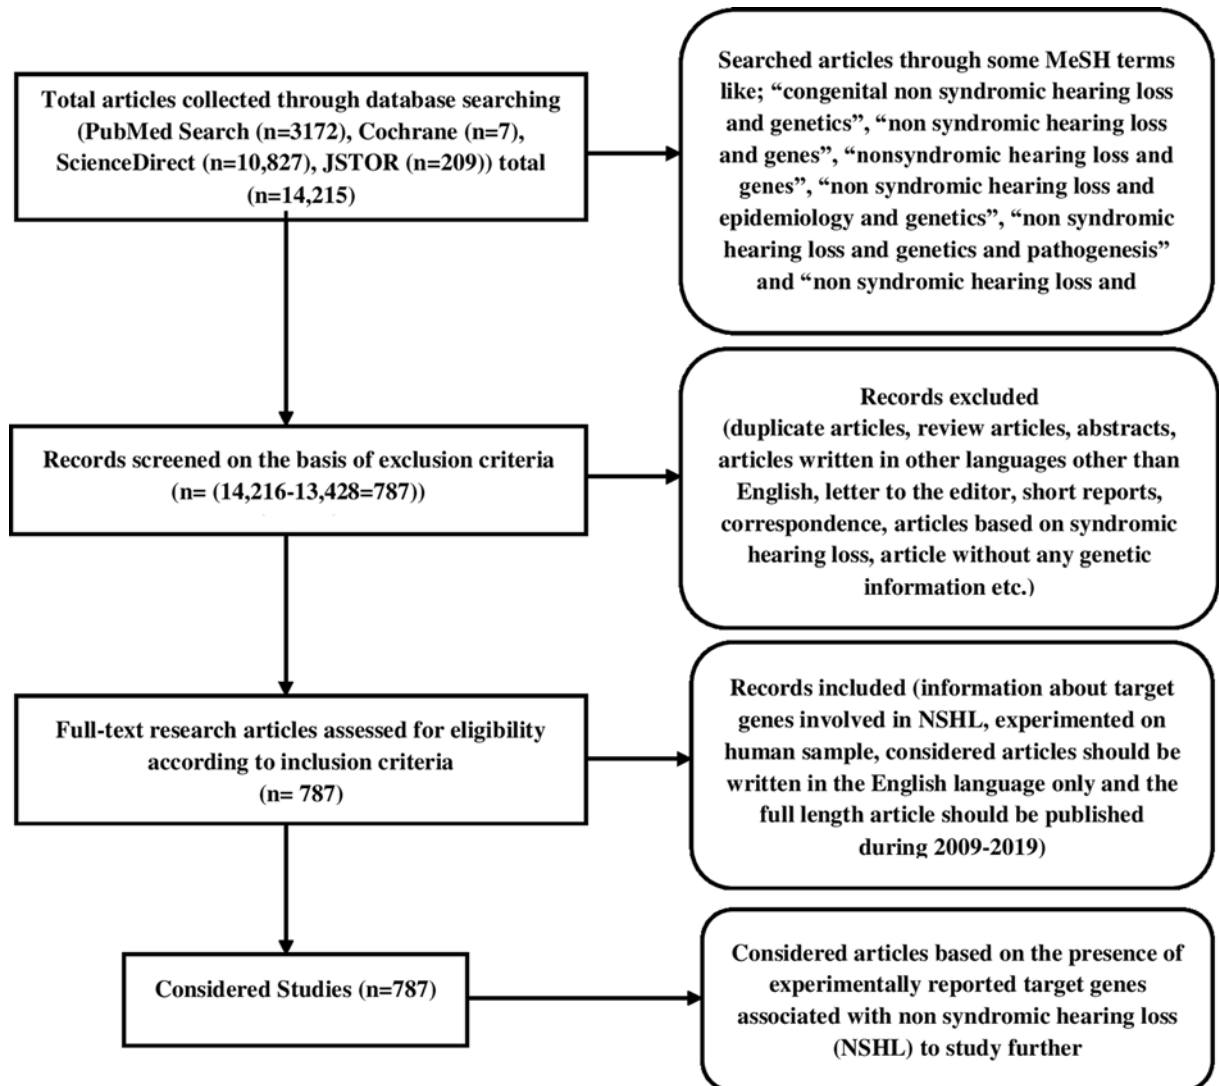 Total articles collected through database searching
(PubMed Search (n=3172), Cochrane (n=7),
ScienceDirect (n=10,827), JSTOR (n=209)) total
(n=14,215)
Searched articles through some MeSH terms
like; “congenital non syndromic hearing loss
and genetics”, “non syndromic hearing loss
and genes”, “nonsyndromic hearing loss and
genes”, “non syndromic hearing loss and
epidemiology and genetics”, “non syndromic
hearing loss and genetics and pathogenesis”
and “non syndromic hearing loss and
Records screened on the basis of exclusion criteria
(n= (14,216-13,428=787))
Records excluded
(duplicate articles, review articles, abstracts,
articles written in other languages other than
English, letter to the editor, short reports,
correspondence, articles based on syndromic
hearing loss, article without any genetic
information etc.)
Full-text research articles assessed for eligibility
according to inclusion criteria
(n= 787)
Records included (information about target
genes involved in NSHL, experimented on
human sample, considered articles should be
written in the English language only and the
full length article should be published
during 2009-2019)
Considered Studies (n=787)
Considered articles based on the presence of
experimentally reported target genes
associated with non syndromic hearing loss
(NSHL) to study further